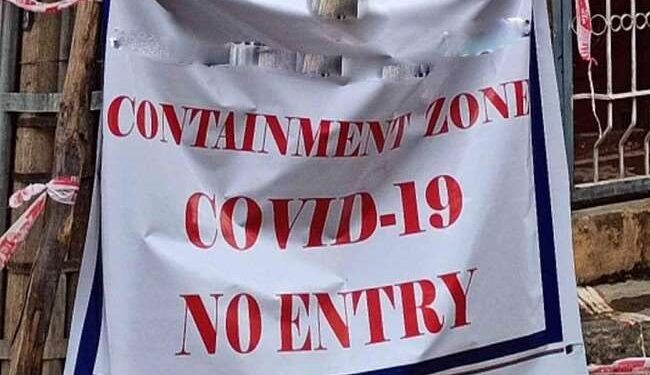 CONTAINMENT ZONE
COVID-19
NO ENTRY